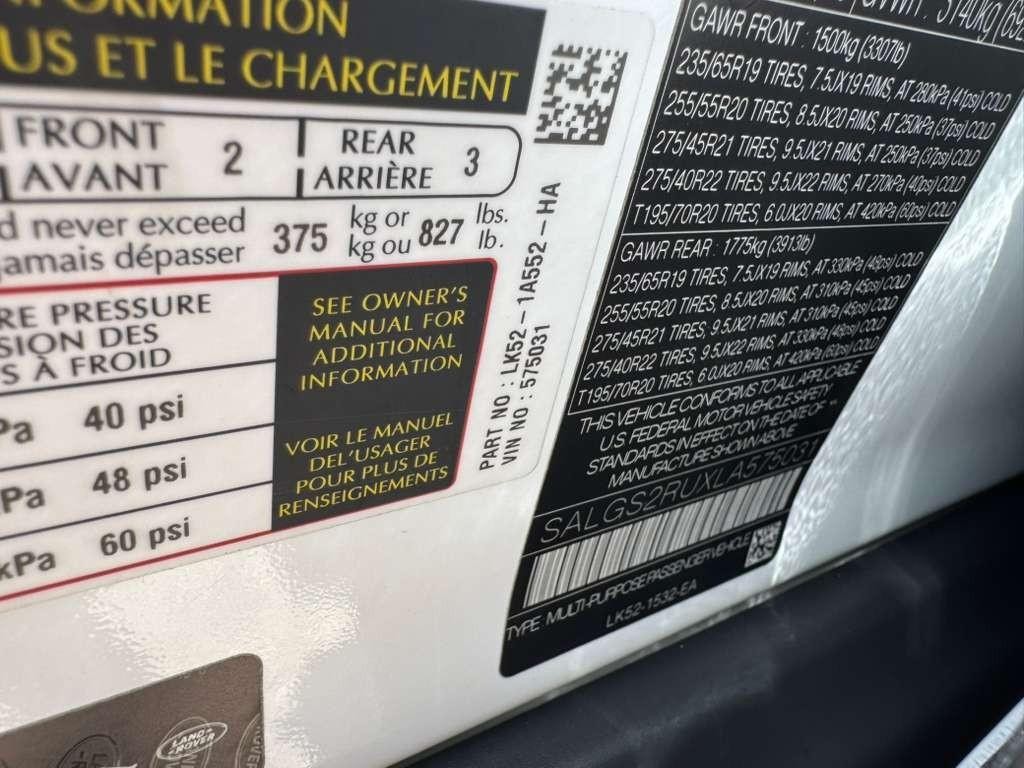 INFORMATION
US ET LE CHARGEMENT
FRONT 2 REAR 3
AVANT ARRIÈRE
never exceed 375 kg or 827 lbs.
jamais dépasser kg ou lb.
RE PRESSURE
SION DES
S À FROID
Pa 40 psi
Pa 48 psi
kPa 60 psi
SEE OWNER'S
MANUAL FOR
ADDITIONAL
INFORMATION
VOIR LE MANUEL
DEL'USAGER
POUR PLUS DE
RENSEIGNEMENTS
PART NO : LK52-1A552-HA
VIN NO : 575031
3140kg
GAWR FRONT : 1500kg (3307lb)
235/65R19 TIRES, 7.5JX19 RIMS, AT 280kPa (41psi) COLD
255/55R20 TIRES, 8.5JX20 RIMS, AT 250kPa (37psi) COLD
275/45R21 TIRES, 9.5JX21 RIMS, AT 250kPa (37psi) COLD
275/40R22 TIRES, 9.5JX22 RIMS, AT 270kPa (40psi) COLD
T195/70R20 TIRES, 6.0JX20 RIMS, AT 420kPa (60psi) COLD
GAWR REAR : 1775kg (3913lb)
235/65R19 TIRES, 7.5JX19 RIMS, AT 330kPa (48psi) COLD
255/55R20 TIRES, 8.5JX20 RIMS, AT 310kPa (45psi) COLD
275/45R21 TIRES, 9.5JX21 RIMS, AT 310kPa (45psi) COLD
275/40R22 TIRES, 9.5JX22 RIMS, AT 330kPa (48psi) COLD
T195/70R20 TIRES, 6.0JX20 RIMS, AT 420kPa (60psi) COLD
THIS VEHICLE CONFORMS TO ALL APPLICABLE
U.S. FEDERAL MOTOR VEHICLE SAFETY
STANDARDS IN EFFECT ON THE DATE OF
MANUFACTURE SHOWN ABOVE
SALGS2RUXLA575031
TYPE: MULTI-PURPOSE PASSENGER VEHICLE
LK52-1532-EA
LAND-
ROVER